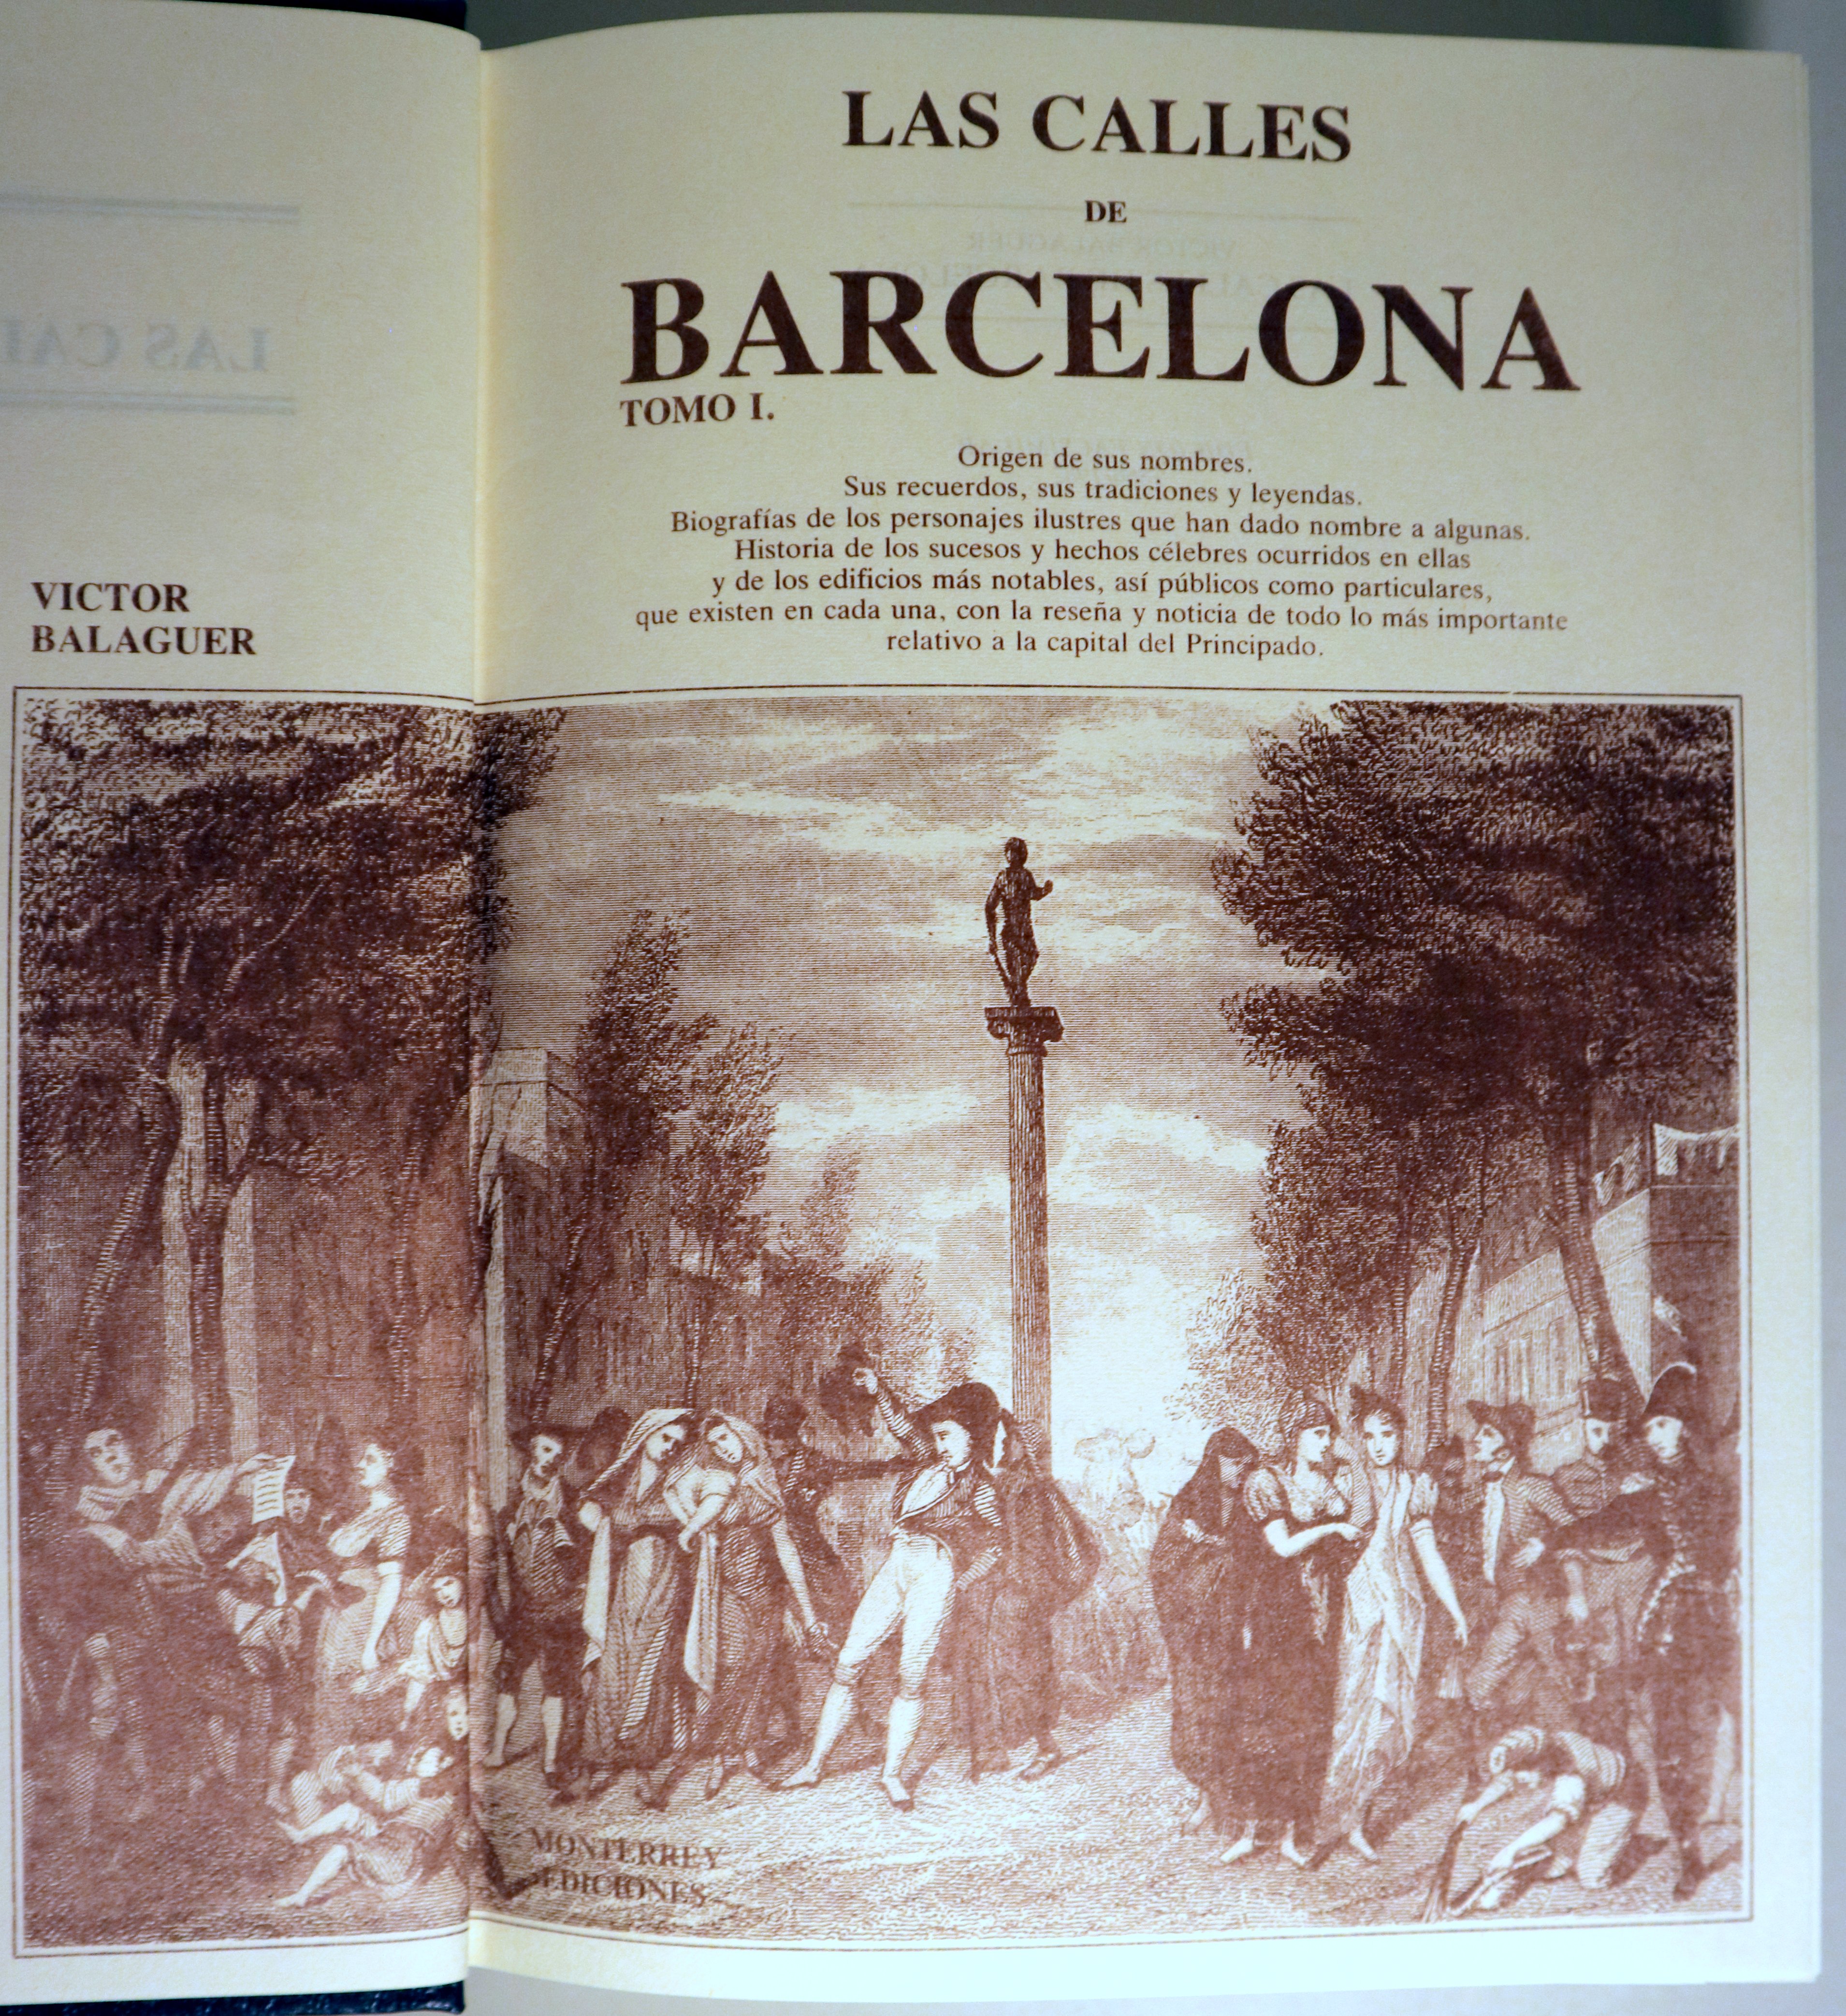 VICTOR
BALAGUER
LAS CALLES
DE
BARCELONA
TOMO I.
Origen de sus nombres.
Sus recuerdos, sus tradiciones y leyendas.
Biografías de los personajes ilustres que han dado nombre a algunas.
Historia de los sucesos y hechos célebres ocurridos en ellas
y de los edificios más notables, así públicos como particulares,
que existen en cada una, con la reseña y noticia de todo lo más importante
relativo a la capital del Principado.
MONTERREY
EDICIONES